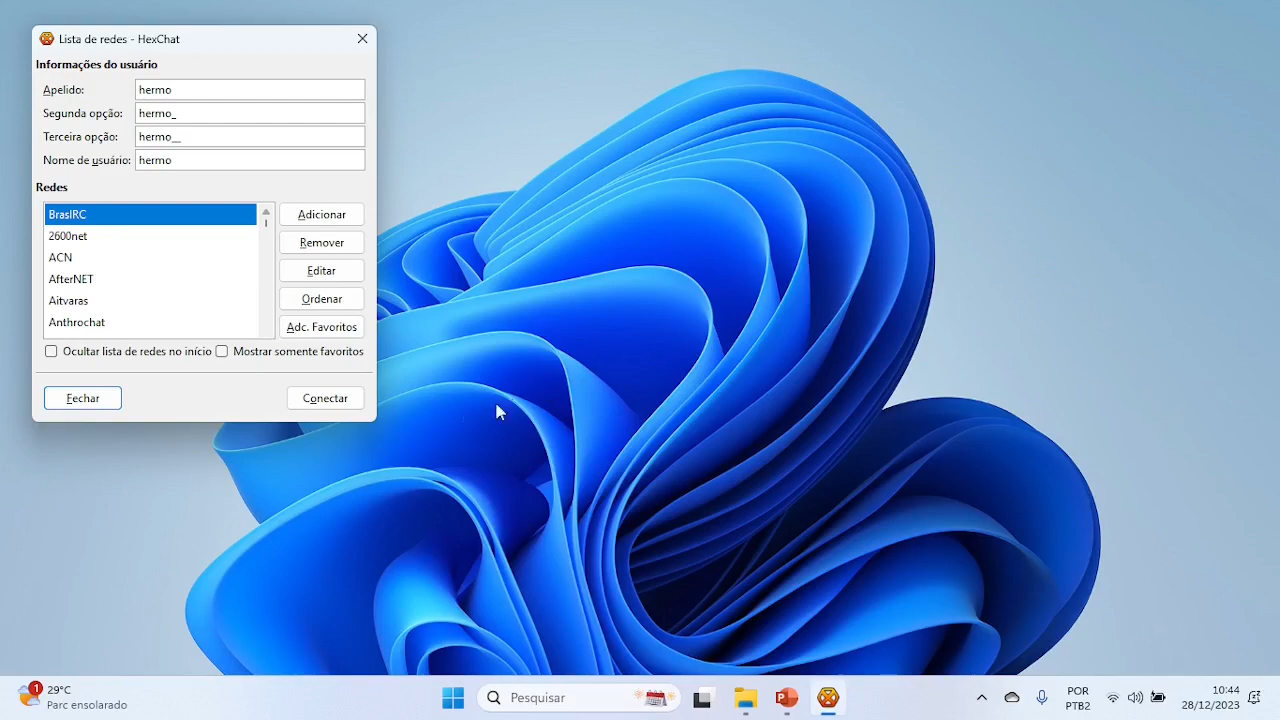 Lista de redes - HexChat
Informações do usuário
Apelido: hermo
Segunda opção: hermo_
Terceira opção: hermo__
Nome de usuário: hermo
Redes
BrasIRC
2600net
ACN
AfterNET
Aitvaras
Anthrochat
Adicionar
Remover
Editar
Ordenar
Adc. Favoritos
Ocultar lista de redes no início Mostrar somente favoritos
Fechar Conectar
1
29°C
Parc ensolarado
Pesquisar
POR
PTB2
10:44
28/12/2023